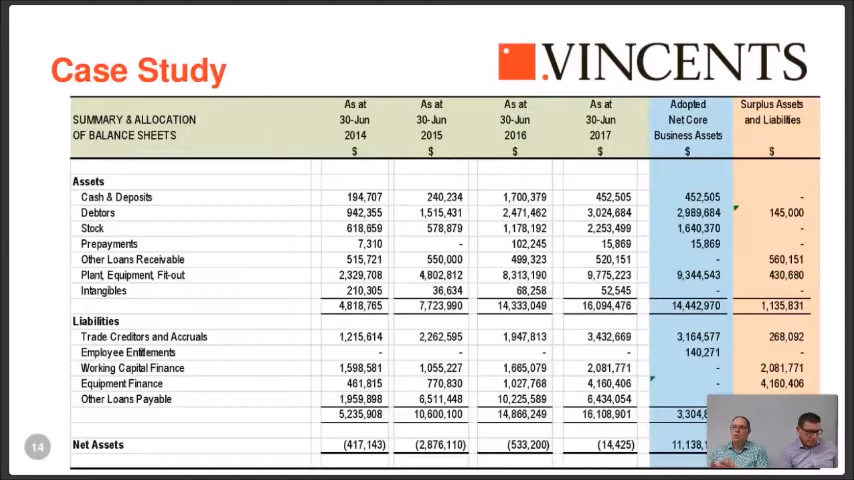 Case Study
.VINCENTS
SUMMARY & ALLOCATION OF BALANCE SHEETS | As at 30-Jun 2014 $ | As at 30-Jun 2015 $ | As at 30-Jun 2016 $ | As at 30-Jun 2017 $ | Adopted Net Core Business Assets $ | Surplus Assets and Liabilities $
Assets
Cash & Deposits 194,707 240,234 1,700,379 452,505 452,505 -
Debtors 942,355 1,515,431 2,471,462 3,024,684 2,989,684 145,000
Stock 618,659 578,879 1,178,192 2,253,499 1,640,370 -
Prepayments 7,310 - 102,245 15,869 15,869 -
Other Loans Receivable 515,721 550,000 499,323 520,151 - 560,151
Plant, Equipment, Fit-out 2,329,708 4,802,812 8,313,190 9,775,223 9,344,543 430,680
Intangibles 210,305 36,634 68,258 52,545 - -
4,818,765 7,723,990 14,333,049 16,094,476 14,442,970 1,135,831
Liabilities
Trade Creditors and Accruals 1,215,614 2,262,595 1,947,813 3,432,669 3,164,577 268,092
Employee Entitlements - - - - 140,271 -
Working Capital Finance 1,598,581 1,055,227 1,665,079 2,081,771 - 2,081,771
Equipment Finance 461,815 770,830 1,027,768 4,160,406 - 4,160,406
Other Loans Payable 1,959,898 6,511,448 10,225,589 6,434,054
5,235,908 10,600,100 14,866,249 16,108,901 3,304,8
Net Assets (417,143) (2,876,110) (533,200) (14,425) 11,138,1
14